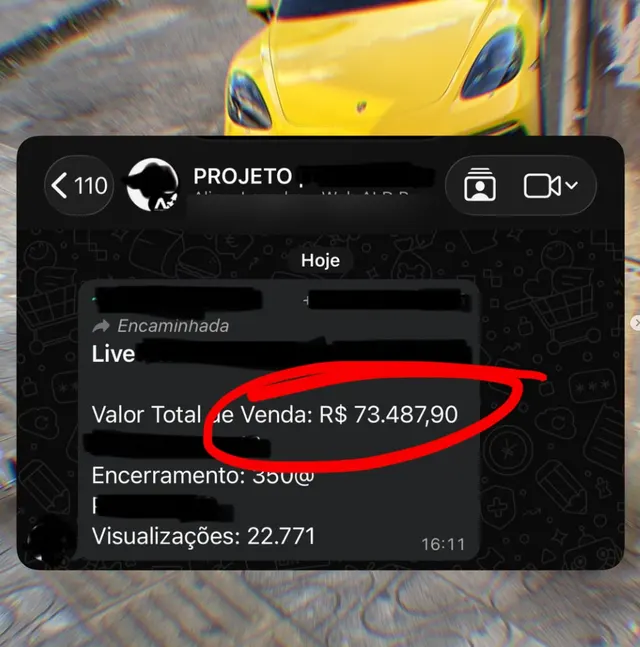 110
PROJETO
Hoje
Encaminhada
Live
Valor Total de Venda: R$ 73.487,90
Encerramento: 350@
Visualizações: 22.771
16:11